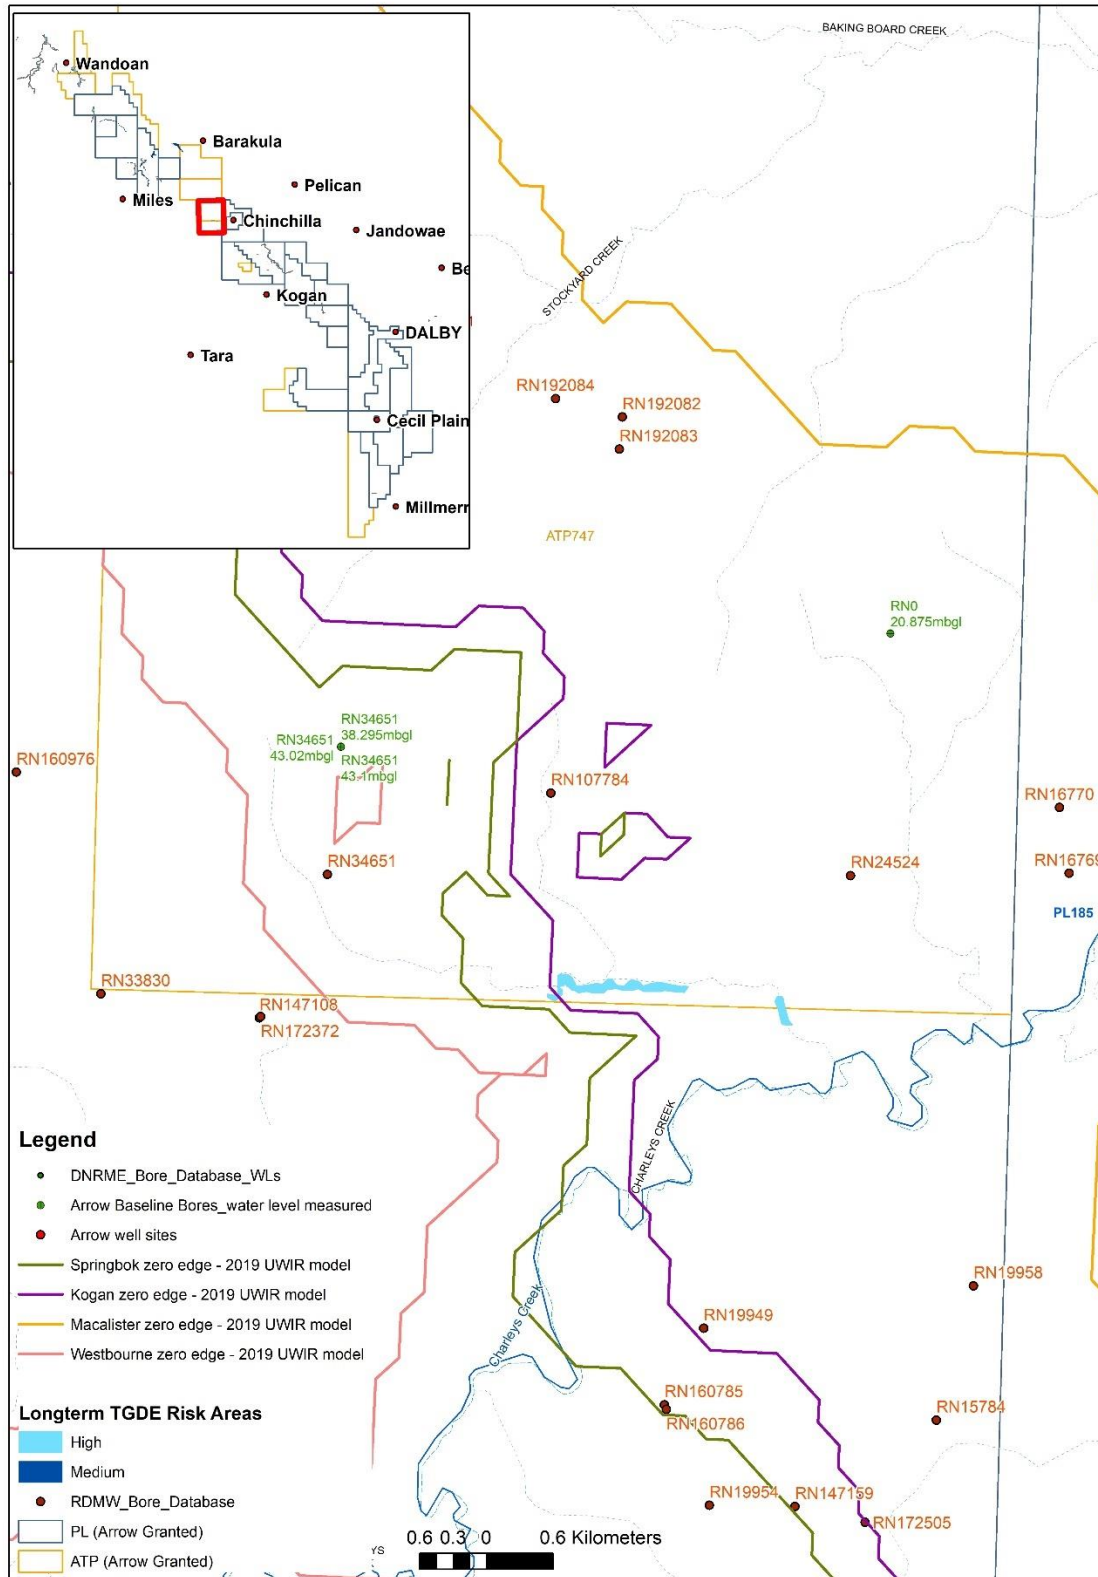 BAKING BOARD CREEK
Wandoan
Barakula
Pelican
Miles
Chinchilla
Jandowae
Be
Kogan
DALBY
Tara
Cecil Plain
Millmerr
STOCKYARD CREEK
RN192084
RN192082
RN192083
ATP747
RN0
20.875mbgl
RN34651
38.295mbgl
RN34651
43.02mbgl
RN34651
43.1mbgl
RN160976
RN107784
RN16770
RN34651
RN24524
RN16769
PL185
RN33830
RN147108
RN172372
CHARLEYS CREEK
Charleys Creek
RN19958
RN19949
RN160785
RN160786
RN15784
RN19954
RN147159
RN172505
Legend
DNRME_Bore_Database_WLs
Arrow Baseline Bores_water level measured
Arrow well sites
Springbok zero edge - 2019 UWIR model
Kogan zero edge - 2019 UWIR model
Macalister zero edge - 2019 UWIR model
Westbourne zero edge - 2019 UWIR model
Longterm TGDE Risk Areas
High
Medium
RDMW_Bore_Database
PL (Arrow Granted)
ATP (Arrow Granted)
YS
0.6 0.3 0 0.6 Kilometers